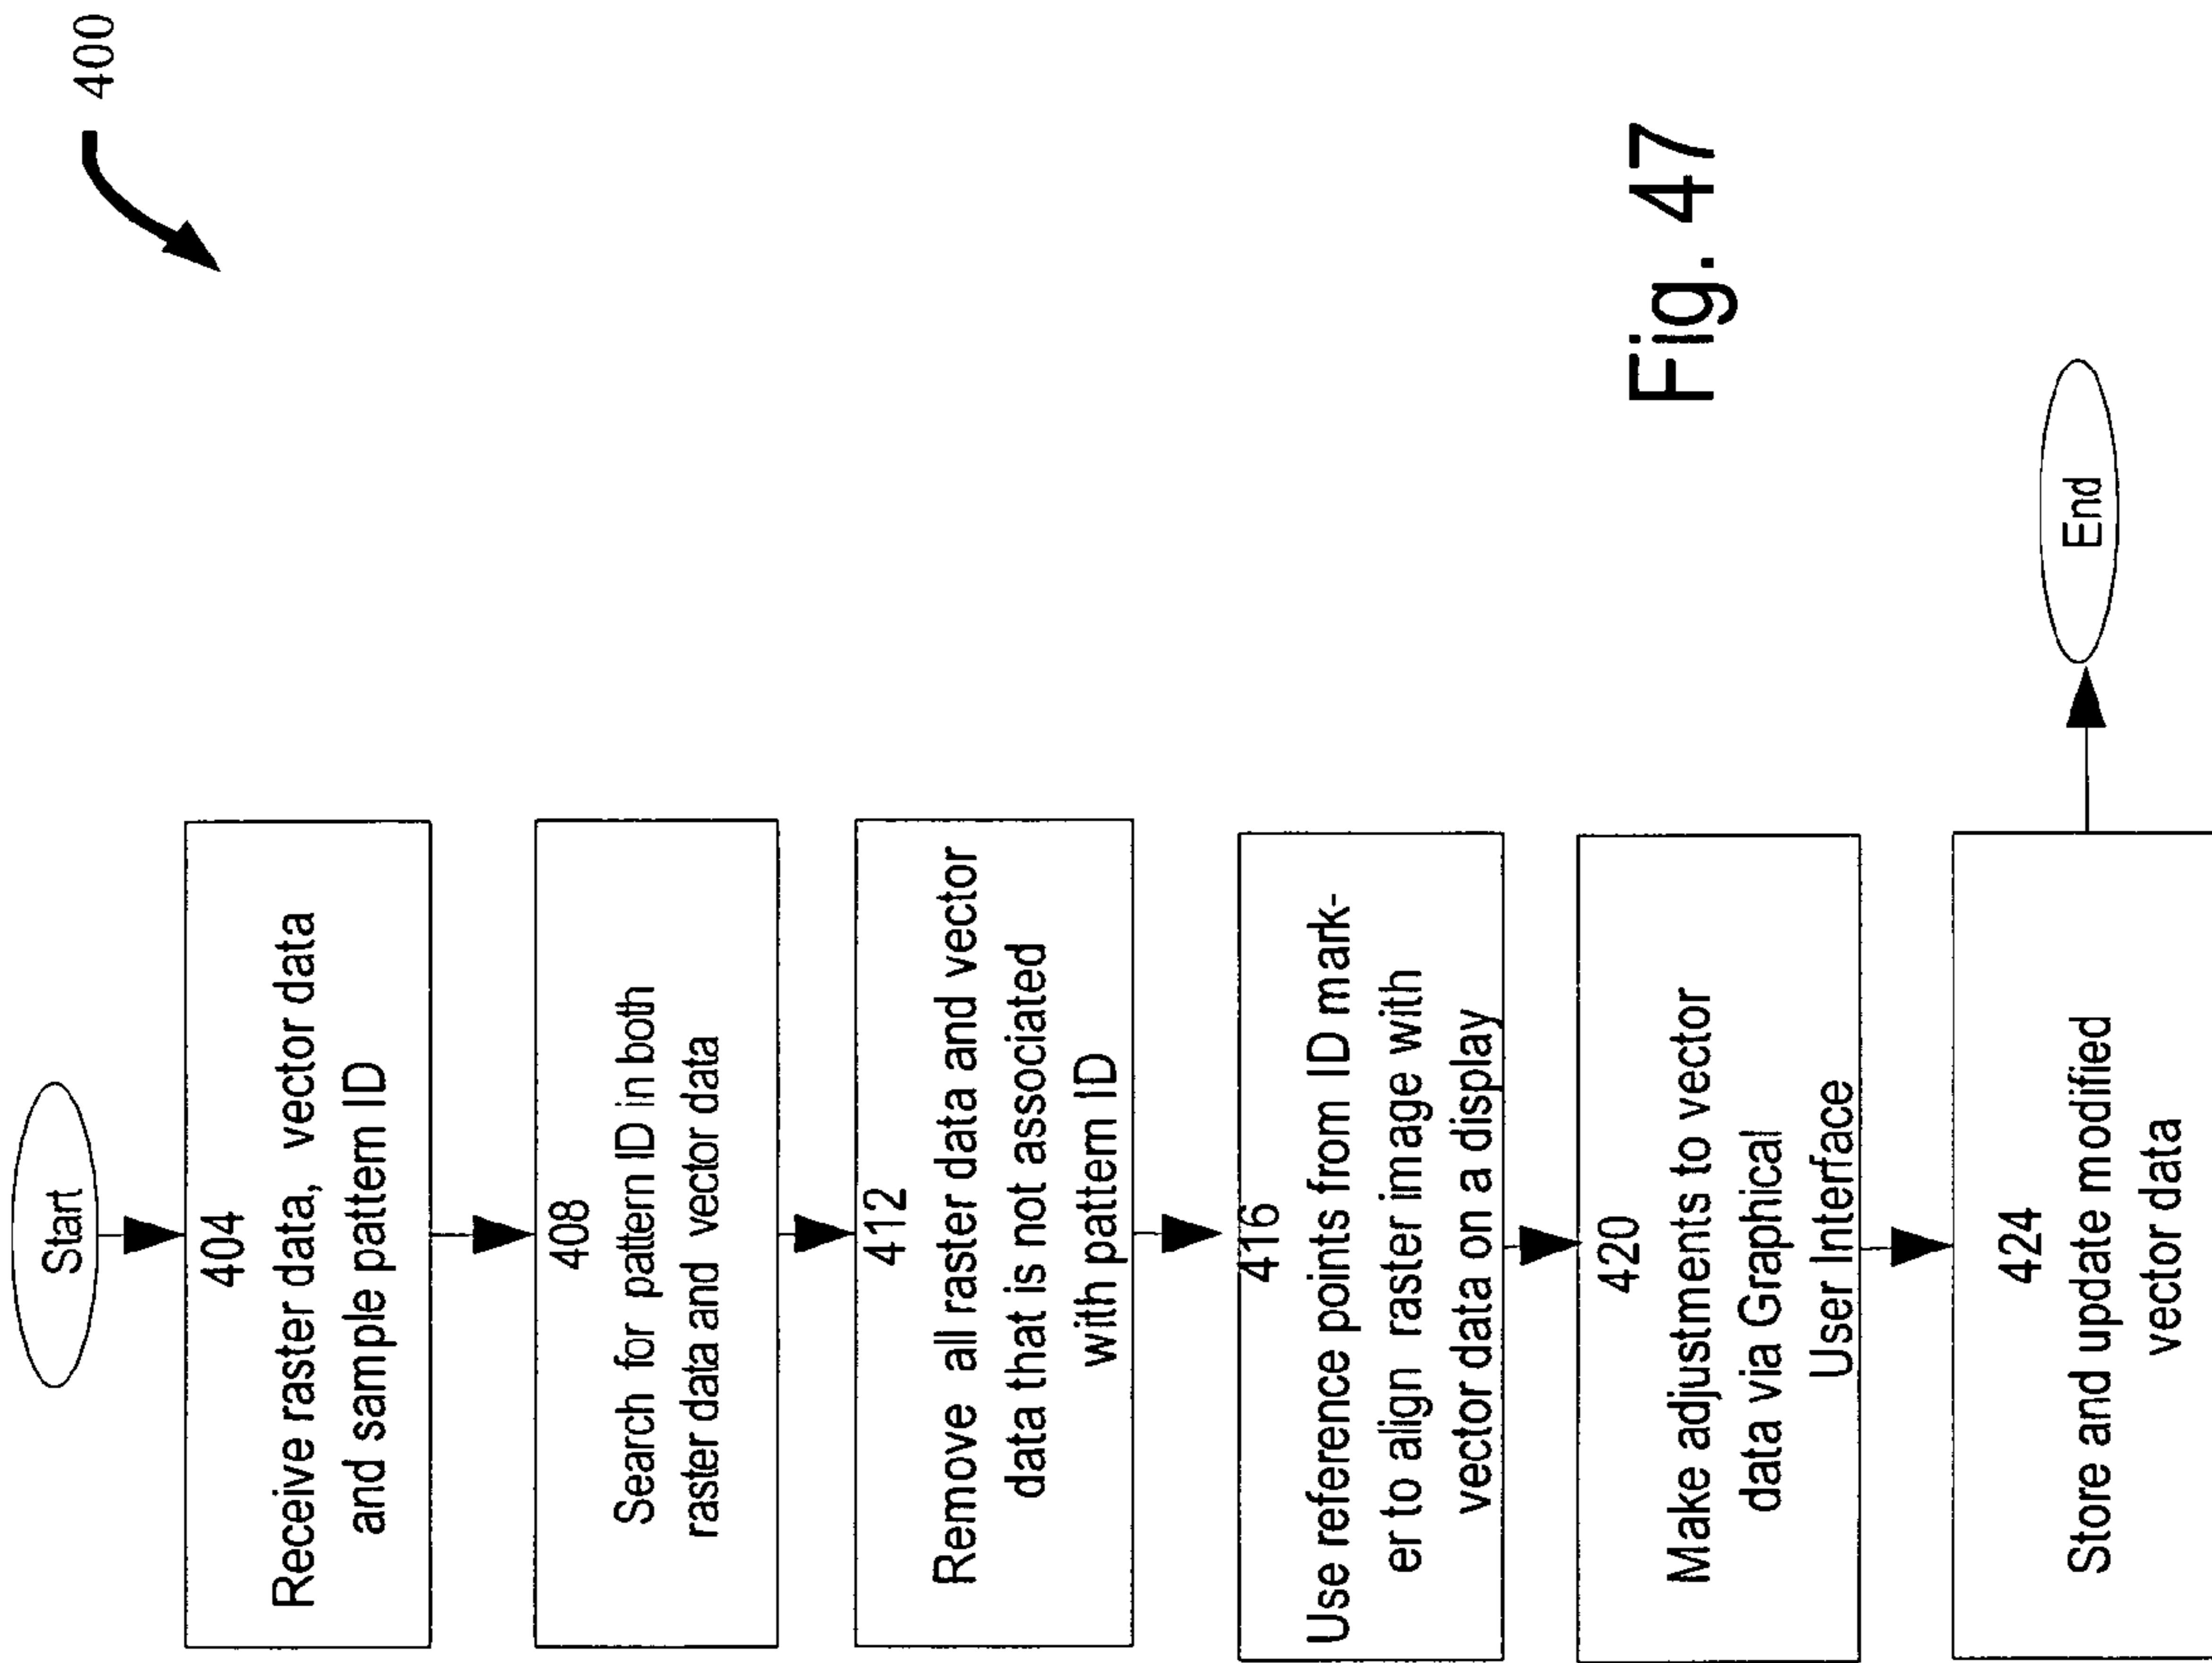 400
Start
404
Receive raster data, vector data
and sample pattern ID
408
Search for pattern ID in both
raster data and vector data
412
Remove all raster data and vector
data that is not associated
with pattern ID
416
Use reference points from ID mark-
er to align raster image with
vector data on a display
420
Make adjustments to vector
data via Graphical
User Interface
424
Store and update modified
vector data
End
Fig. 47